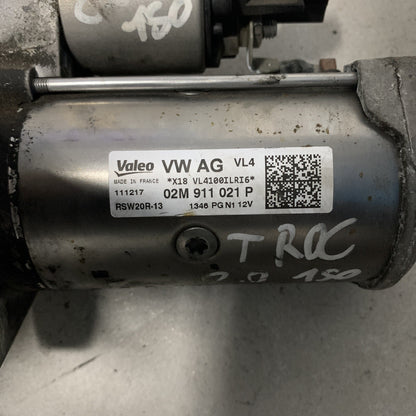 C 150
Valeo VW AG VL4
MADE IN FRANCE *X18 VL4100ILRI6*
111217 02M 911 021 P
RSW20R-13 1346 PG N1 12V
T ROC
2.0 150